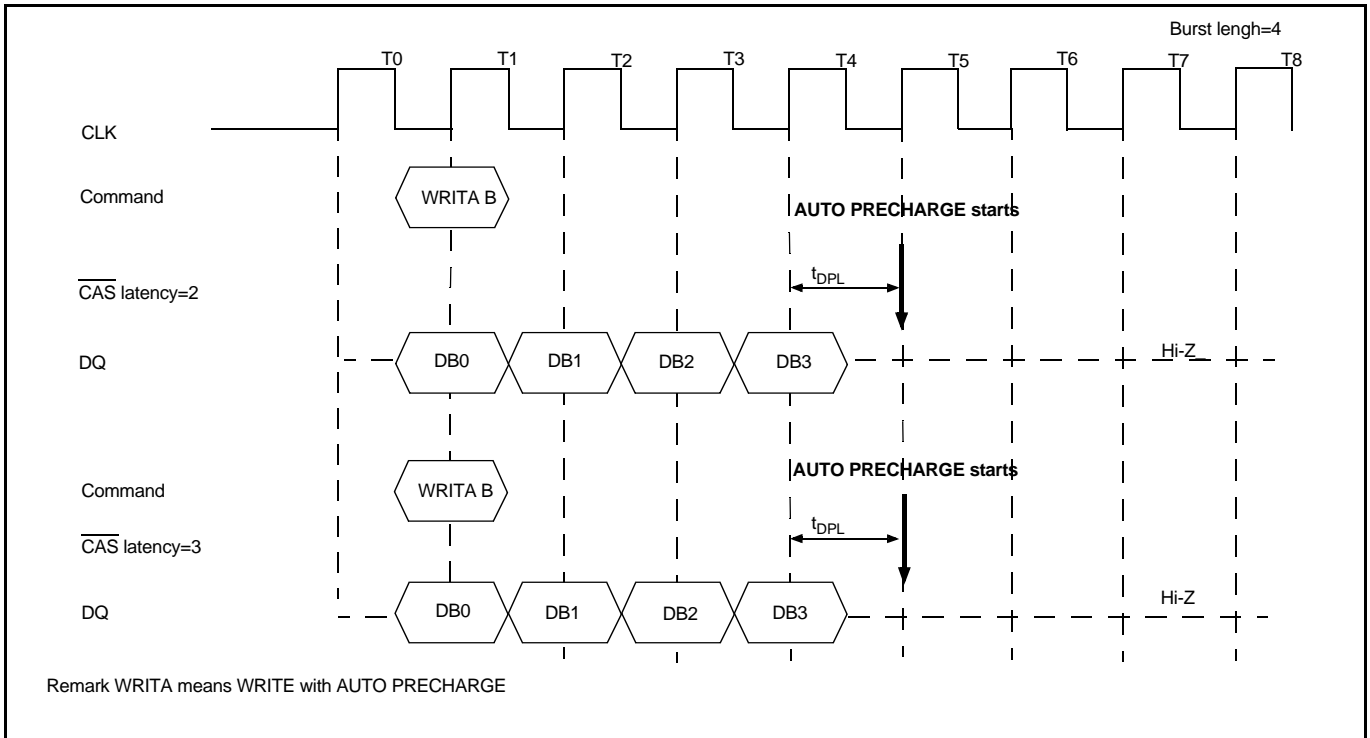 Burst lengh=4
T0 T1 T2 T3 T4 T5 T6 T7 T8
CLK
Command
WRITA B
AUTO PRECHARGE starts
CAS latency=2
tDPL
DQ
DB0 DB1 DB2 DB3
Hi-Z
AUTO PRECHARGE starts
Command
WRITA B
CAS latency=3
tDPL
DQ
DB0 DB1 DB2 DB3
Hi-Z
Remark WRITA means WRITE with AUTO PRECHARGE